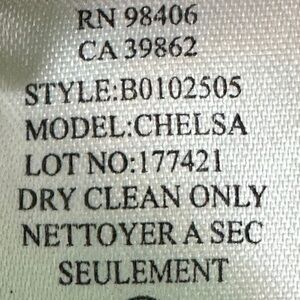 RN 98406
CA 39862
STYLE:B0102505
MODEL:CHELSA
LOT NO:177421
DRY CLEAN ONLY
NETTOYER A SEC
SEULEMENT